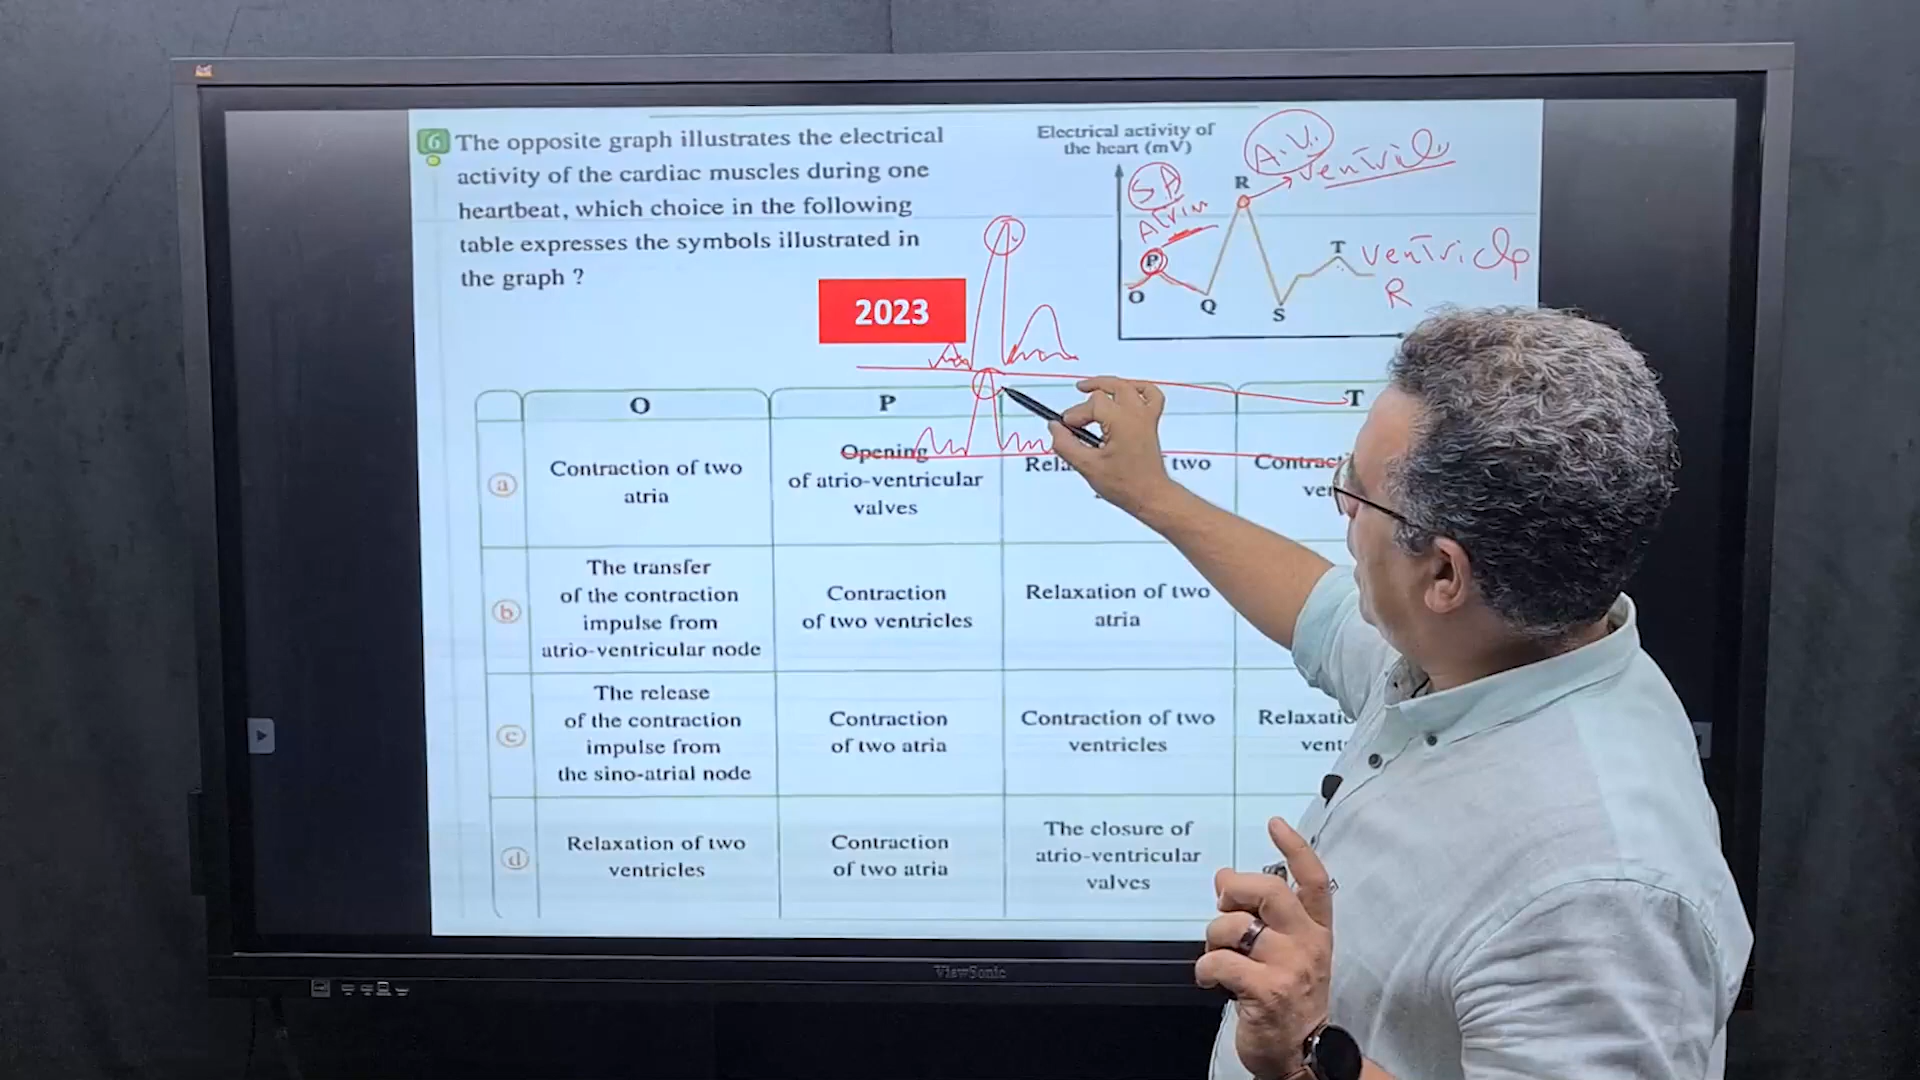 6 The opposite graph illustrates the electrical
activity of the cardiac muscles during one
heartbeat, which choice in the following
table expresses the symbols illustrated in
the graph ?
2023
Electrical activity of
the heart (mV)
SA
Atrium
A.V.
Ventricle
R
P
O
Q
S
T
ventricle
R
O
P
T
a
Contraction of two
atria
Opening
of atrio-ventricular
valves
two
b
The transfer
of the contraction
impulse from
atrio-ventricular node
Contraction
of two ventricles
Relaxation of two
atria
c
The release
of the contraction
impulse from
the sino-atrial node
Contraction
of two atria
Contraction of two
ventricles
d
Relaxation of two
ventricles
Contraction
of two atria
The closure of
atrio-ventricular
valves
ViewSonic